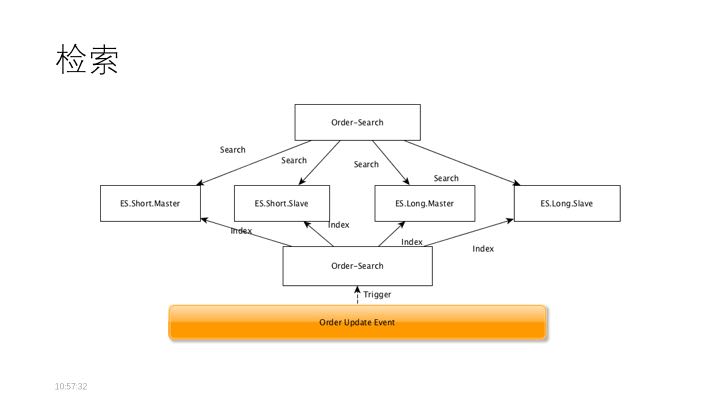 检索
Order-Search
Search
Search
Search
Search
ES.Short.Master
ES.Short.Slave
ES.Long.Master
ES.Long.Slave
Index
Index
Index
Index
Order-Search
Trigger
Order Update Event
10:57:32